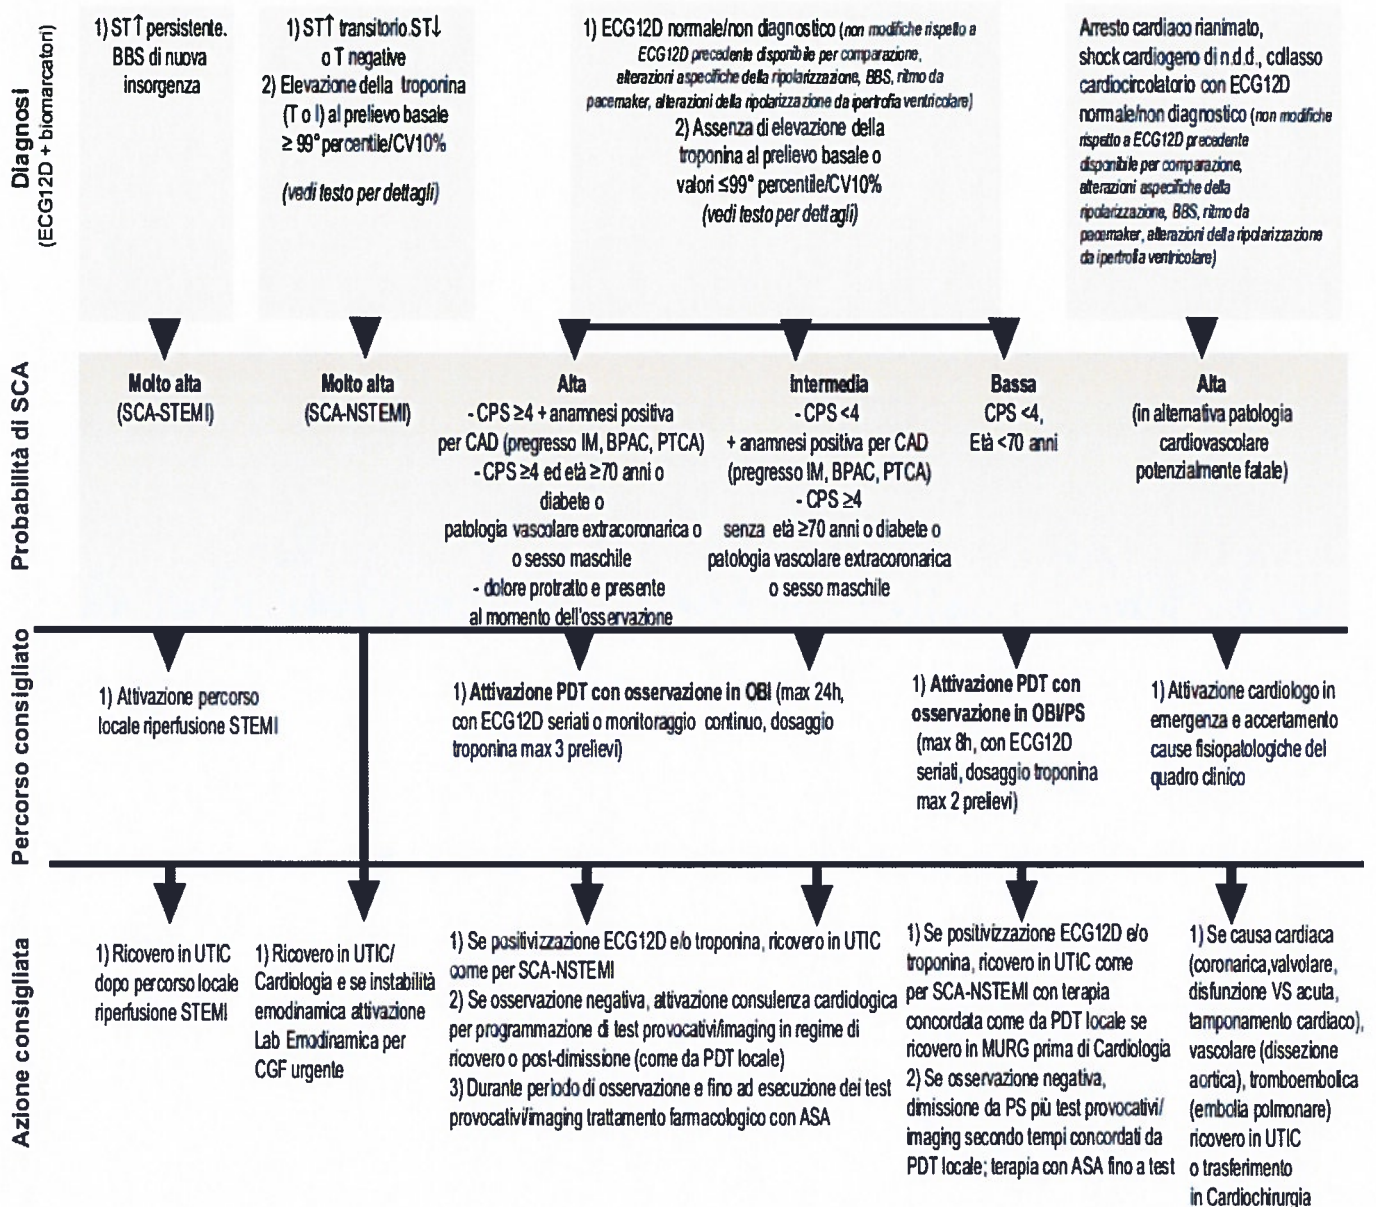 Diagnosi
(ECG12D + biomarcatori)
1) ST↑ persistente.
BBS di nuova
insorgenza
1) ST↑ transitorio.ST↓
o T negative
2) Elevazione della troponina
(T o I) al prelievo basale
≥ 99° percentile/CV10%
(vedi testo per dettagli)
1) ECG12D normale/non diagnostico (non modifiche rispetto a
ECG12D precedente disponibile per comparazione,
alterazioni aspecifiche della ripolarizzazione, BBS, ritmo da
pacemaker, alterazioni della ripolarizzazione da ipertrofia ventricolare)
2) Assenza di elevazione della
troponina al prelievo basale o
valori ≤99° percentile/CV10%
(vedi testo per dettagli)
Arresto cardiaco rianimato,
shock cardiogeno di n.d.d., collasso
cardiocircolatorio con ECG12D
normale/non diagnostico (non modifiche
rispetto a ECG12D precedente
disponibile per comparazione,
alterazioni aspecifiche della
ripolarizzazione, BBS, ritmo da
pacemaker, alterazioni della ripolarizzazione
da ipertrofia ventricolare)
Probabilità di SCA
Molto alta
(SCA-STEMI)
Molto alta
(SCA-NSTEMI)
Alta
- CPS ≥4 + anamnesi positiva
per CAD (pregresso IM, BPAC, PTCA)
- CPS ≥4 ed età ≥70 anni o
diabete o
patologia vascolare extracoronarica o
o sesso maschile
- dolore protratto e presente
al momento dell'osservazione
Intermedia
- CPS <4
+ anamnesi positiva per CAD
(pregresso IM, BPAC, PTCA)
- CPS ≥4
senza età ≥70 anni o diabete o
patologia vascolare extracoronarica
o sesso maschile
Bassa
CPS <4,
Età <70 anni
Alta
(in alternativa patologia
cardiovascolare
potenzialmente fatale)
Percorso consigliato
1) Attivazione percorso
locale riperfusione STEMI
1) Attivazione PDT con osservazione in OBI (max 24h,
con ECG12D seriati o monitoraggio continuo, dosaggio
troponina max 3 prelievi)
1) Attivazione PDT con
osservazione in OBI/PS
(max 8h, con ECG12D
seriati, dosaggio troponina
max 2 prelievi)
1) Attivazione cardiologo in
emergenza e accertamento
cause fisiopatologiche del
quadro clinico
Azione consigliata
1) Ricovero in UTIC
dopo percorso locale
riperfusione STEMI
1) Ricovero in UTIC/
Cardiologia e se instabilità
emodinamica attivazione
Lab Emodinamica per
CGF urgente
1) Se positivizzazione ECG12D e/o troponina, ricovero in UTIC
come per SCA-NSTEMI
2) Se osservazione negativa, attivazione consulenza cardiologica
per programmazione di test provocativi/imaging in regime di
ricovero o post-dimissione (come da PDT locale)
3) Durante periodo di osservazione e fino ad esecuzione dei test
provocativi/imaging trattamento farmacologico con ASA
1) Se positivizzazione ECG12D e/o
troponina, ricovero in UTIC come
per SCA-NSTEMI con terapia
concordata come da PDT locale se
ricovero in MURG prima di Cardiologia
2) Se osservazione negativa,
dimissione da PS più test provocativi/
imaging secondo tempi concordati da
PDT locale; terapia con ASA fino a test
1) Se causa cardiaca
(coronarica,valvolare,
disfunzione VS acuta,
tamponamento cardiaco),
vascolare (dissezione
aortica), tromboembolica
(embolia polmonare)
ricovero in UTIC
o trasferimento
in Cardiochirurgia